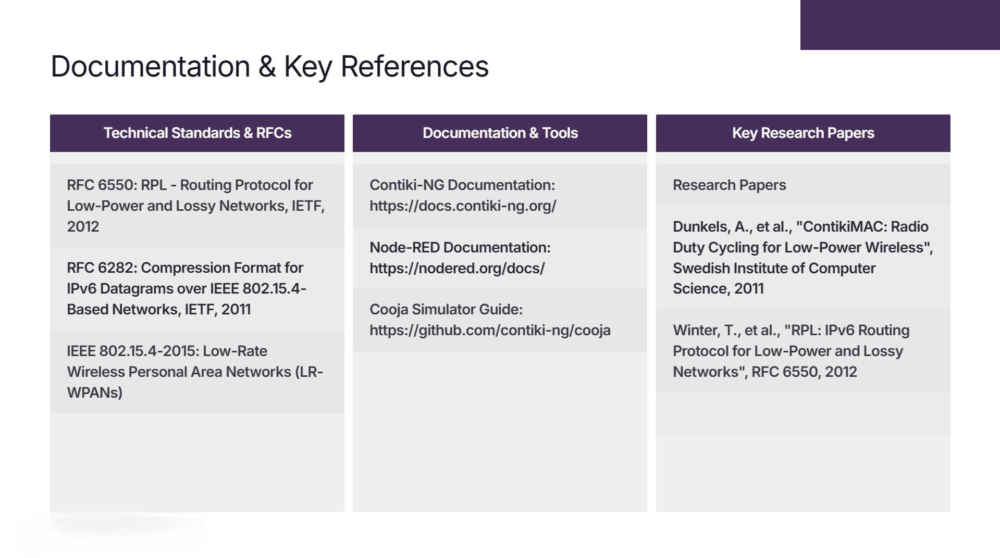 Documentation & Key References
Technical Standards & RFCs
RFC 6550: RPL - Routing Protocol for
Low-Power and Lossy Networks, IETF,
2012
RFC 6282: Compression Format for
IPv6 Datagrams over IEEE 802.15.4-
Based Networks, IETF, 2011
IEEE 802.15.4-2015: Low-Rate
Wireless Personal Area Networks (LR-
WPANs)
Documentation & Tools
Contiki-NG Documentation:
https://docs.contiki-ng.org/
Node-RED Documentation:
https://nodered.org/docs/
Cooja Simulator Guide:
https://github.com/contiki-ng/cooja
Key Research Papers
Research Papers
Dunkels, A., et al., "ContikiMAC: Radio
Duty Cycling for Low-Power Wireless",
Swedish Institute of Computer
Science, 2011
Winter, T., et al., "RPL: IPv6 Routing
Protocol for Low-Power and Lossy
Networks", RFC 6550, 2012